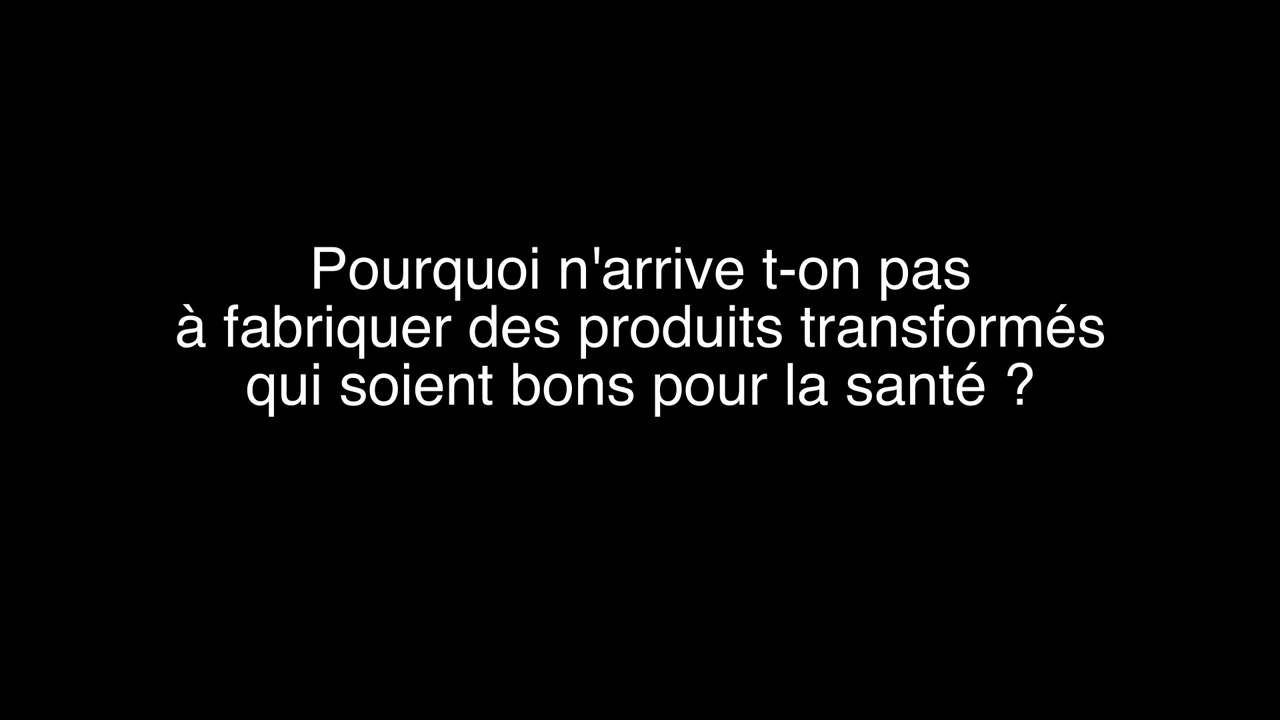 Pourquoi n'arrive t-on pas
à fabriquer des produits transformés
qui soient bons pour la santé ?